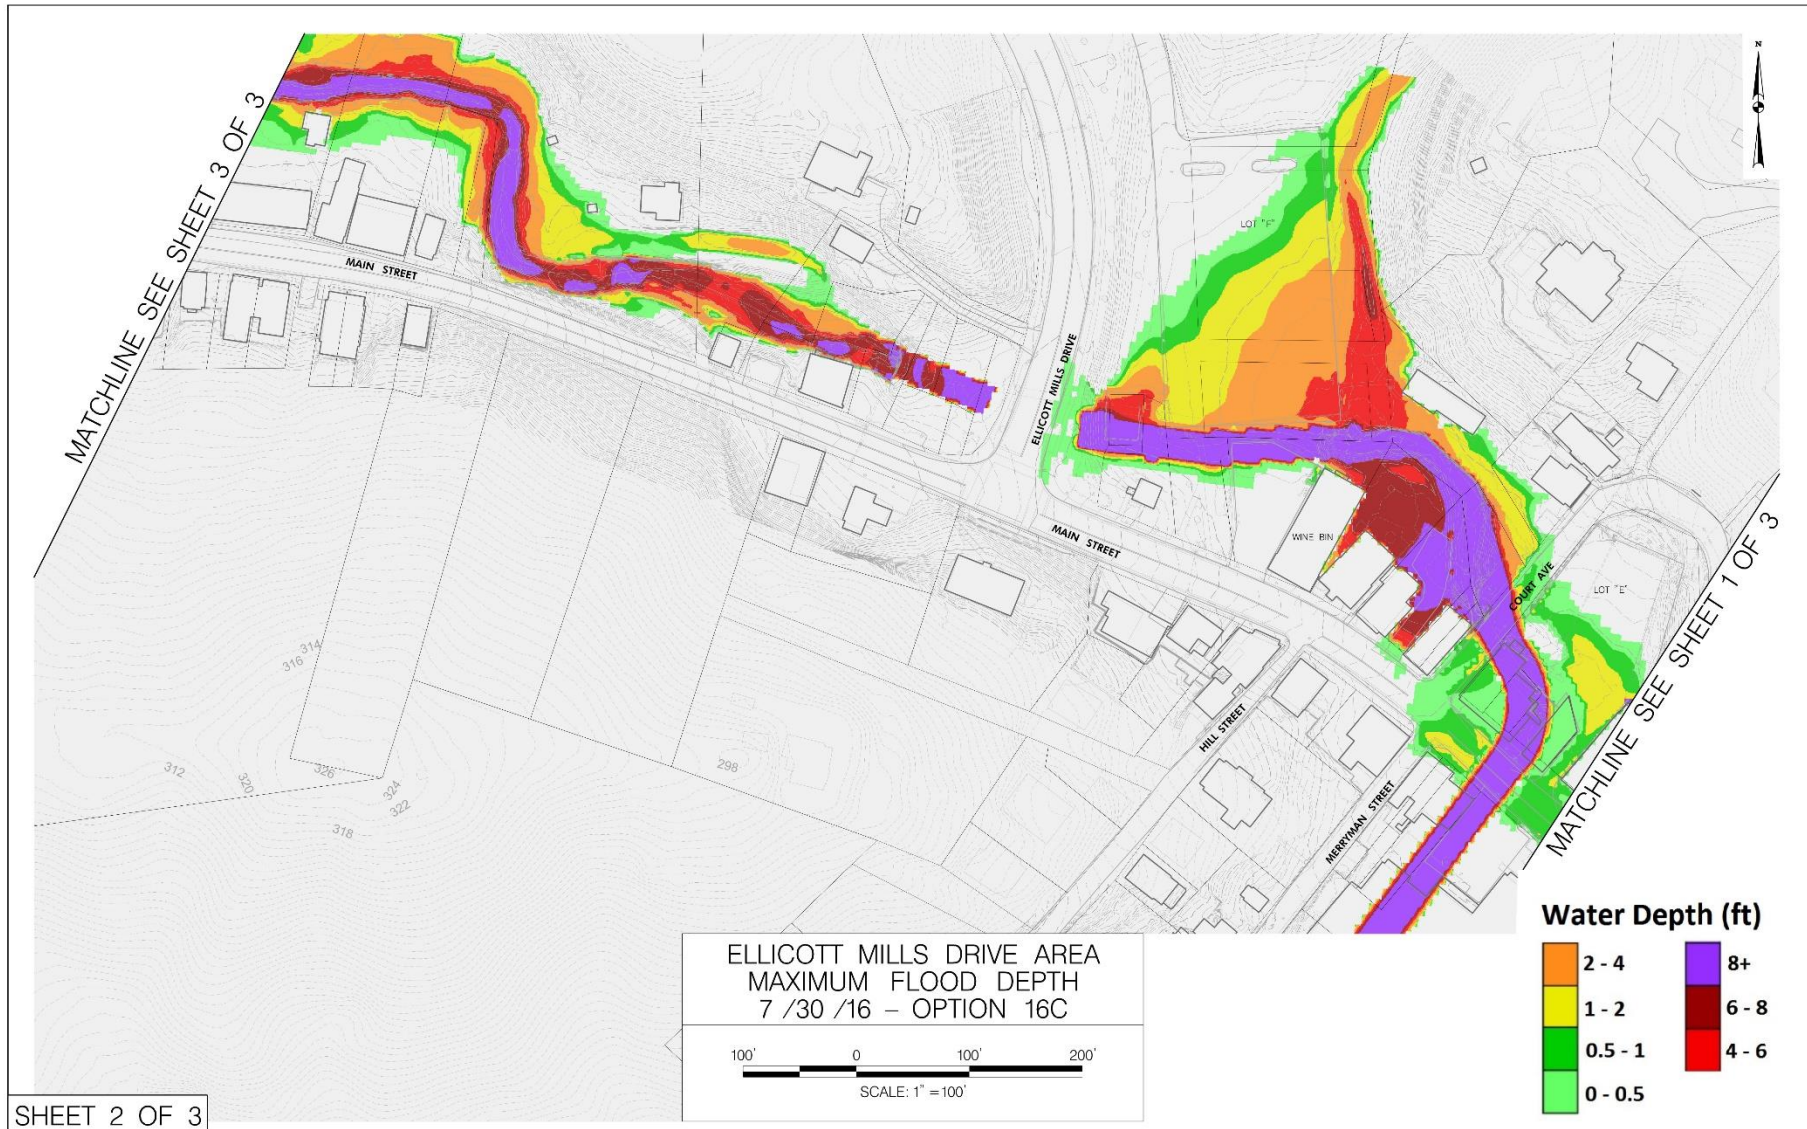 N
MATCHLINE SEE SHEET 3 OF 3
MAIN STREET
ELLICOTT MILLS DRIVE
LOT "F"
MAIN STREET
WINE BIN
COURT AVE
LOT "E"
HILL STREET
MERRYMAN STREET
MATCHLINE SEE SHEET 1 OF 3
314
316
312
320
326
324
322
318
298
ELLICOTT MILLS DRIVE AREA
MAXIMUM FLOOD DEPTH
7 /30 /16 – OPTION 16C
100' 0 100' 200'
SCALE: 1" =100'
Water Depth (ft)
2 - 4
1 - 2
0.5 - 1
0 - 0.5
8+
6 - 8
4 - 6
SHEET 2 OF 3